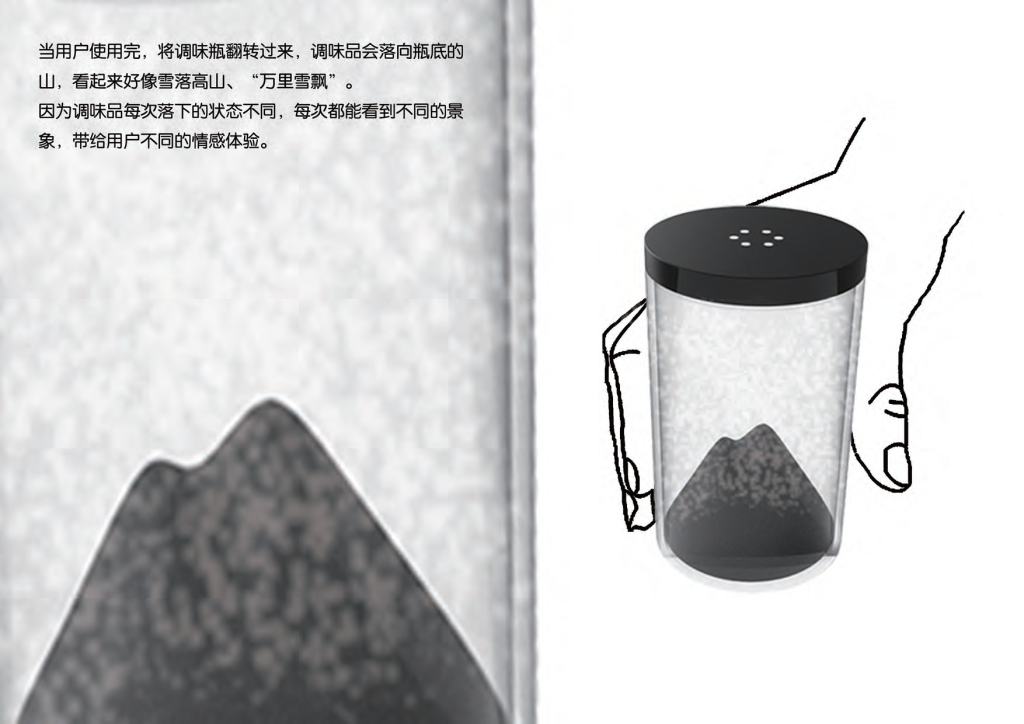 当用户使用完，将调味瓶翻转过来，调味品会落向瓶底的
山，看起来好像雪落高山、“万里雪飘”。
因为调味品每次落下的状态不同，每次都能看到不同的景
象，带给用户不同的情感体验。